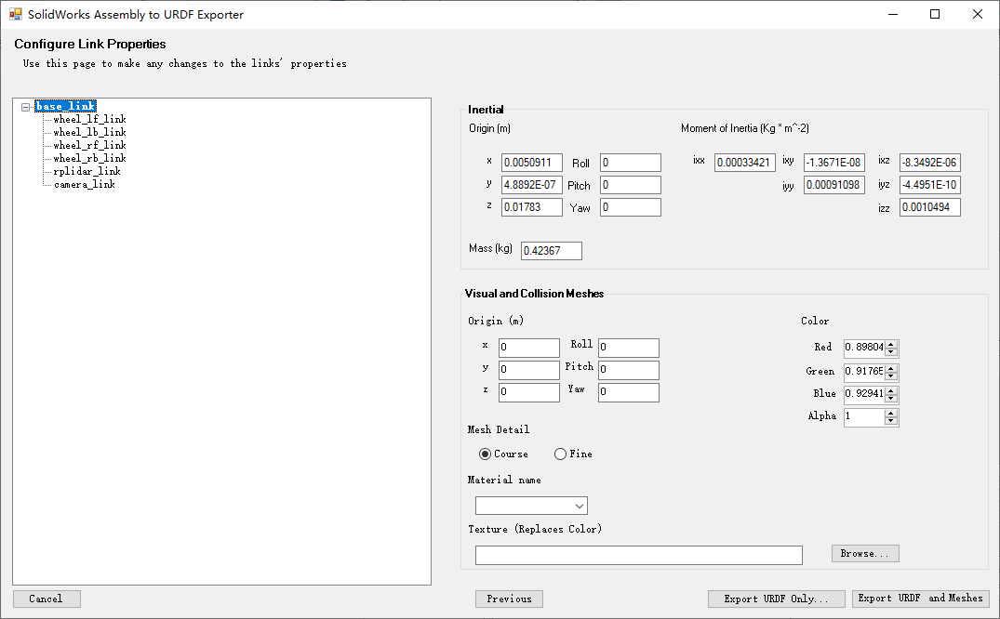 SolidWorks Assembly to URDF Exporter
Configure Link Properties
Use this page to make any changes to the links' properties
base_link
wheel_lf_link
wheel_lb_link
wheel_rf_link
wheel_rb_link
rplidar_link
camera_link
Inertial
Origin (m)
Moment of Inertia (Kg * m^-2)
x 0.0050911 Roll 0 ixx 0.00033421 ixy -1.3671E-08 ixz -8.3492E-06
y 4.8892E-07 Pitch 0 iyy 0.00091098 iyz -4.4951E-10
z 0.01783 Yaw 0 izz 0.0010494
Mass (kg) 0.42367
Visual and Collision Meshes
Origin (m)
Color
x 0 Roll 0 Red 0.89804
y 0 Pitch 0 Green 0.91765
z 0 Yaw 0 Blue 0.92941
Alpha 1
Mesh Detail
Course Fine
Material name
Texture (Replaces Color)
Browse...
Cancel Previous Export URDF Only... Export URDF and Meshes